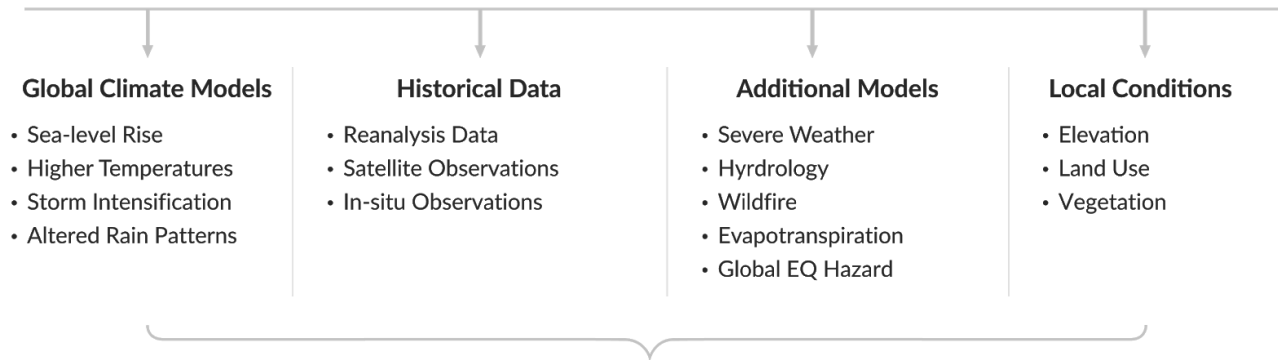 Global Climate Models
• Sea-level Rise
• Higher Temperatures
• Storm Intensification
• Altered Rain Patterns
Historical Data
• Reanalysis Data
• Satellite Observations
• In-situ Observations
Additional Models
• Severe Weather
• Hyrdrology
• Wildfire
• Evapotranspiration
• Global EQ Hazard
Local Conditions
• Elevation
• Land Use
• Vegetation